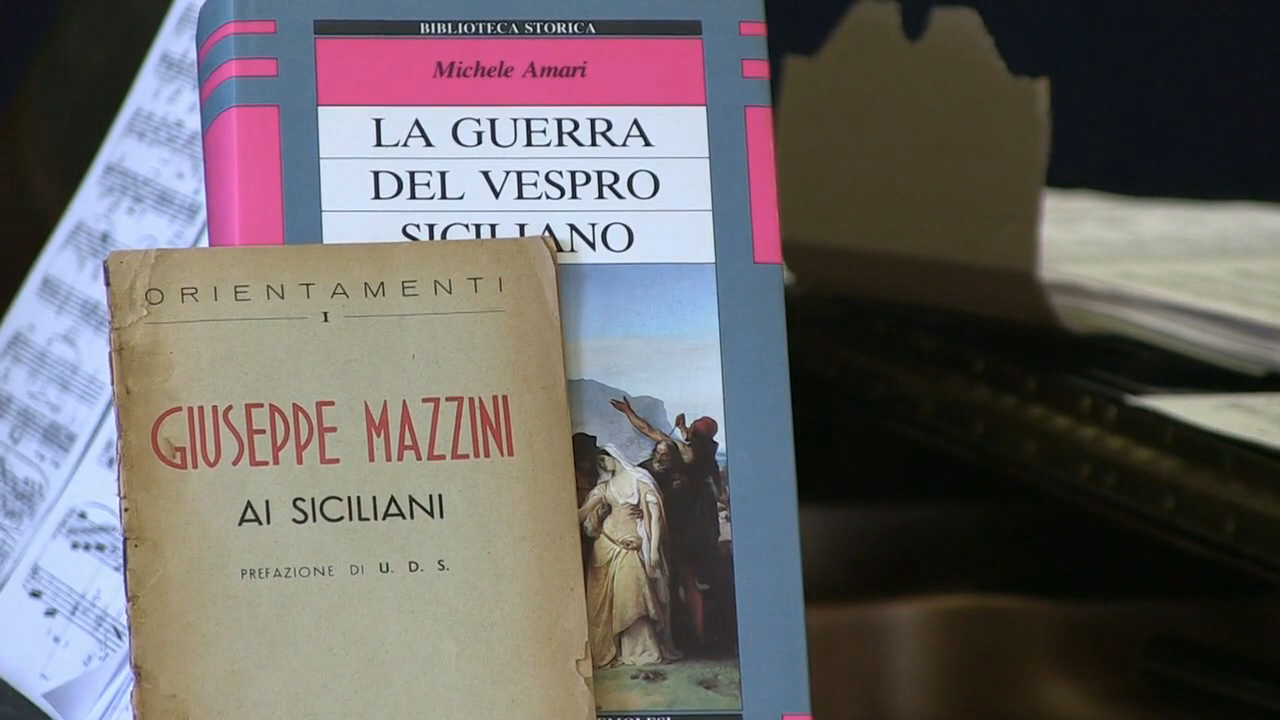 BIBLIOTECA STORICA
Michele Amari
LA GUERRA
DEL VESPRO
SICILIANO
ORIENTAMENTI
I
GIUSEPPE MAZZINI
AI SICILIANI
PREFAZIONE DI U. D. S.